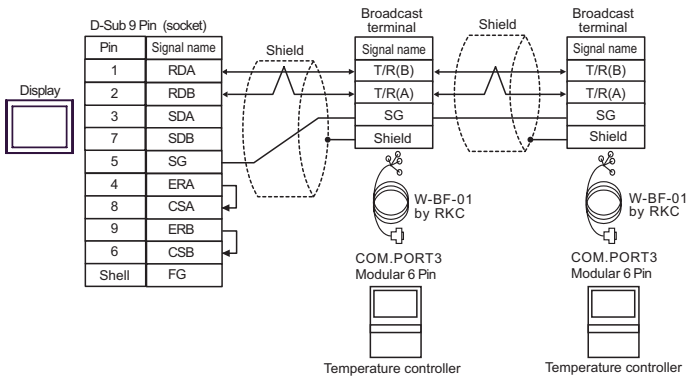 Display
D-Sub 9 Pin (socket)
Pin Signal name
1 RDA
2 RDB
3 SDA
7 SDB
5 SG
4 ERA
8 CSA
9 ERB
6 CSB
Shell FG
Shield
Broadcast
terminal
Signal name
T/R(B)
T/R(A)
SG
Shield
W-BF-01
by RKC
COM.PORT3
Modular 6 Pin
Temperature controller
Shield
Broadcast
terminal
Signal name
T/R(B)
T/R(A)
SG
Shield
W-BF-01
by RKC
COM.PORT3
Modular 6 Pin
Temperature controller